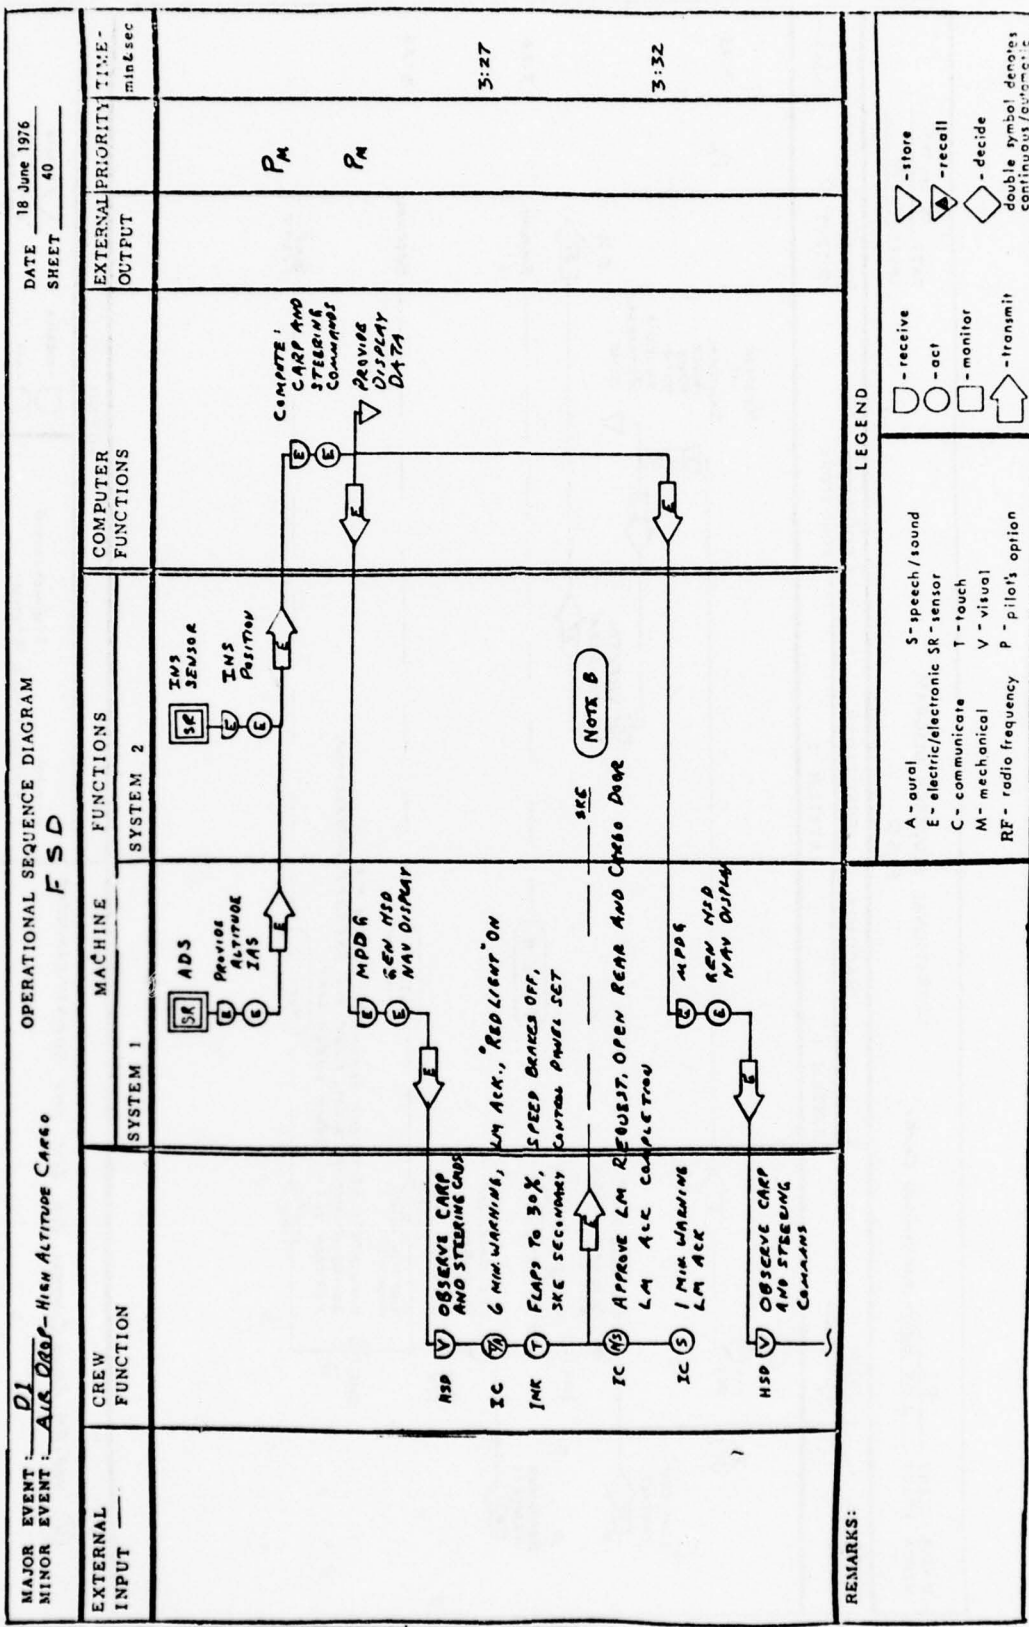 MAJOR EVENT: D1
MINOR EVENT: AIR DROP - HIGH ALTITUDE CARGO
OPERATIONAL SEQUENCE DIAGRAM
FSD
DATE 18 June 1976
SHEET 40
EXTERNAL
INPUT
CREW
FUNCTION
MACHINE FUNCTIONS
SYSTEM 1
SYSTEM 2
COMPUTER
FUNCTIONS
EXTERNAL
OUTPUT
PRIORITY
TIME-
min&sec
SR
ADS
E
PROVIDE
ALTITUDE
IAS
E
E
SR
INS
SENSOR
E
INS
POSITION
E
E
E
COMPUTE:
CARP AND
STEERING
COMMANDS
E
PM
PROVIDE
DISPLAY
DATA
PM
E
E
MPDG
GEN HSD
NAV DISPLAY
E
E
HSD
V
OBSERVE CARP
AND STEERING CMDS
IC
T/A
6 MIN. WARNING, LM ACK., "RED LIGHT" ON
3:27
INK
T
FLAPS TO 30%, SPEED BRAKES OFF,
SKE SECONDARY CONTROL PANEL SET
E
SKE
NOTE B
IC
A/S
APPROVE LM REQUEST, OPEN REAR AND CARGO DOOR
LM ACK COMPLETION
IC
S
1 MIN WARNING
LM ACK
3:32
E
E
MPDG
REN HSD
NAV DISPLAY
E
E
HSD
V
OBSERVE CARP
AND STEERING
COMMANS
REMARKS:
LEGEND
A - aural
S - speech/sound
E - electric/electronic
SR - sensor
C - communicate
T - touch
M - mechanical
V - visual
RF - radio frequency
P - pilot's option
- receive
- act
- monitor
- transmit
- store
- recall
- decide
double symbol denotes
continuous/automatic